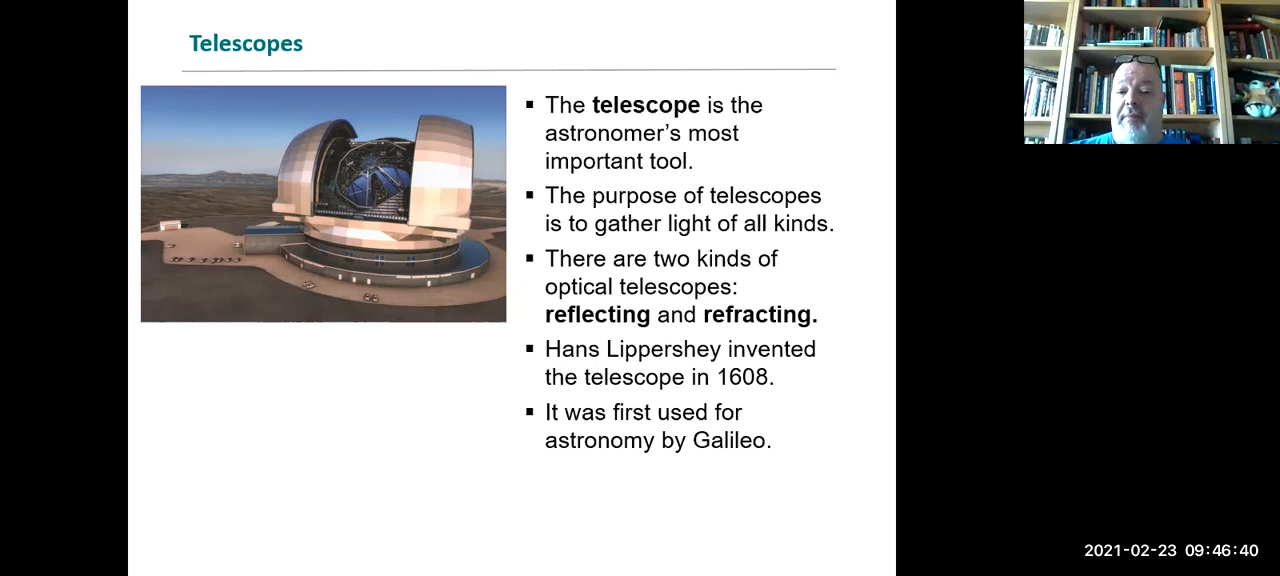 Telescopes
▪ The telescope is the
astronomer’s most
important tool.
▪ The purpose of telescopes
is to gather light of all kinds.
▪ There are two kinds of
optical telescopes:
reflecting and refracting.
▪ Hans Lippershey invented
the telescope in 1608.
▪ It was first used for
astronomy by Galileo.
2021-02-23 09:46:40